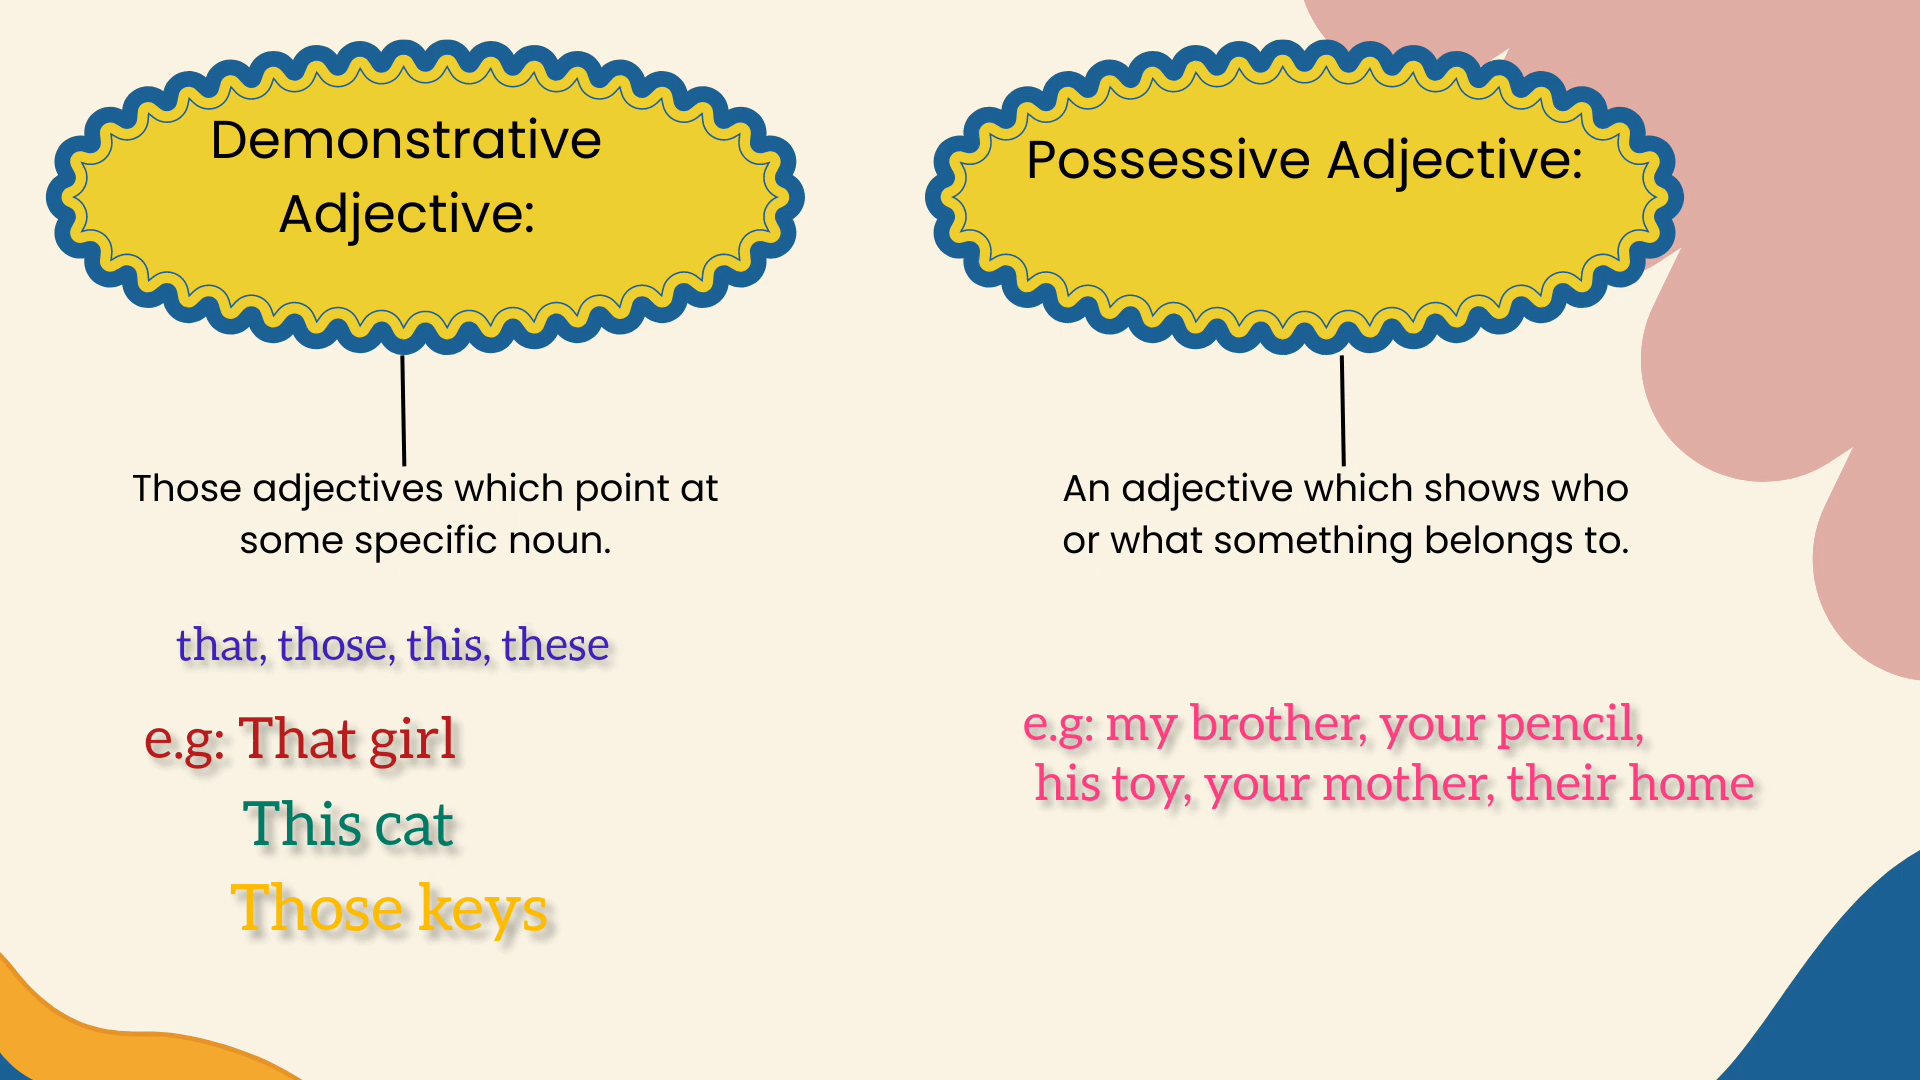 Demonstrative
Adjective:
Those adjectives which point at
some specific noun.
that, those, this, these
e.g: That girl
This cat
Those keys
Possessive Adjective:
An adjective which shows who
or what something belongs to.
e.g: my brother, your pencil,
his toy, your mother, their home